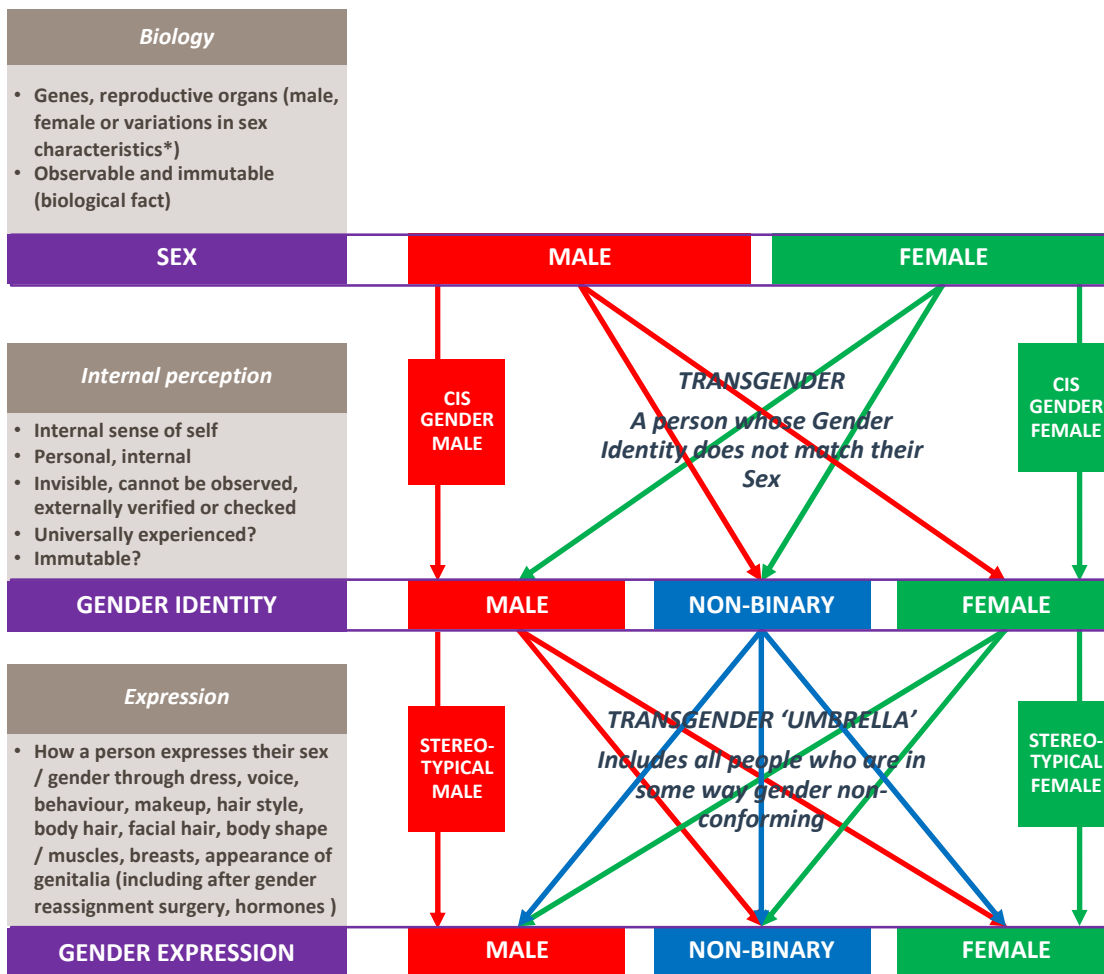 Biology
• Genes, reproductive organs (male,
female or variations in sex
characteristics*)
• Observable and immutable
(biological fact)
SEX
MALE
FEMALE
Internal perception
• Internal sense of self
• Personal, internal
• Invisible, cannot be observed,
externally verified or checked
• Universally experienced?
• Immutable?
CIS
GENDER
MALE
TRANSGENDER
A person whose Gender
Identity does not match their
Sex
CIS
GENDER
FEMALE
GENDER IDENTITY
MALE
NON-BINARY
FEMALE
Expression
• How a person expresses their sex
/ gender through dress, voice,
behaviour, makeup, hair style,
body hair, facial hair, body shape
/ muscles, breasts, appearance of
genitalia (including after gender
reassignment surgery, hormones )
STEREO-
TYPICAL
MALE
TRANSGENDER ‘UMBRELLA’
Includes all people who are in
some way gender non-
conforming
STEREO-
TYPICAL
FEMALE
GENDER EXPRESSION
MALE
NON-BINARY
FEMALE